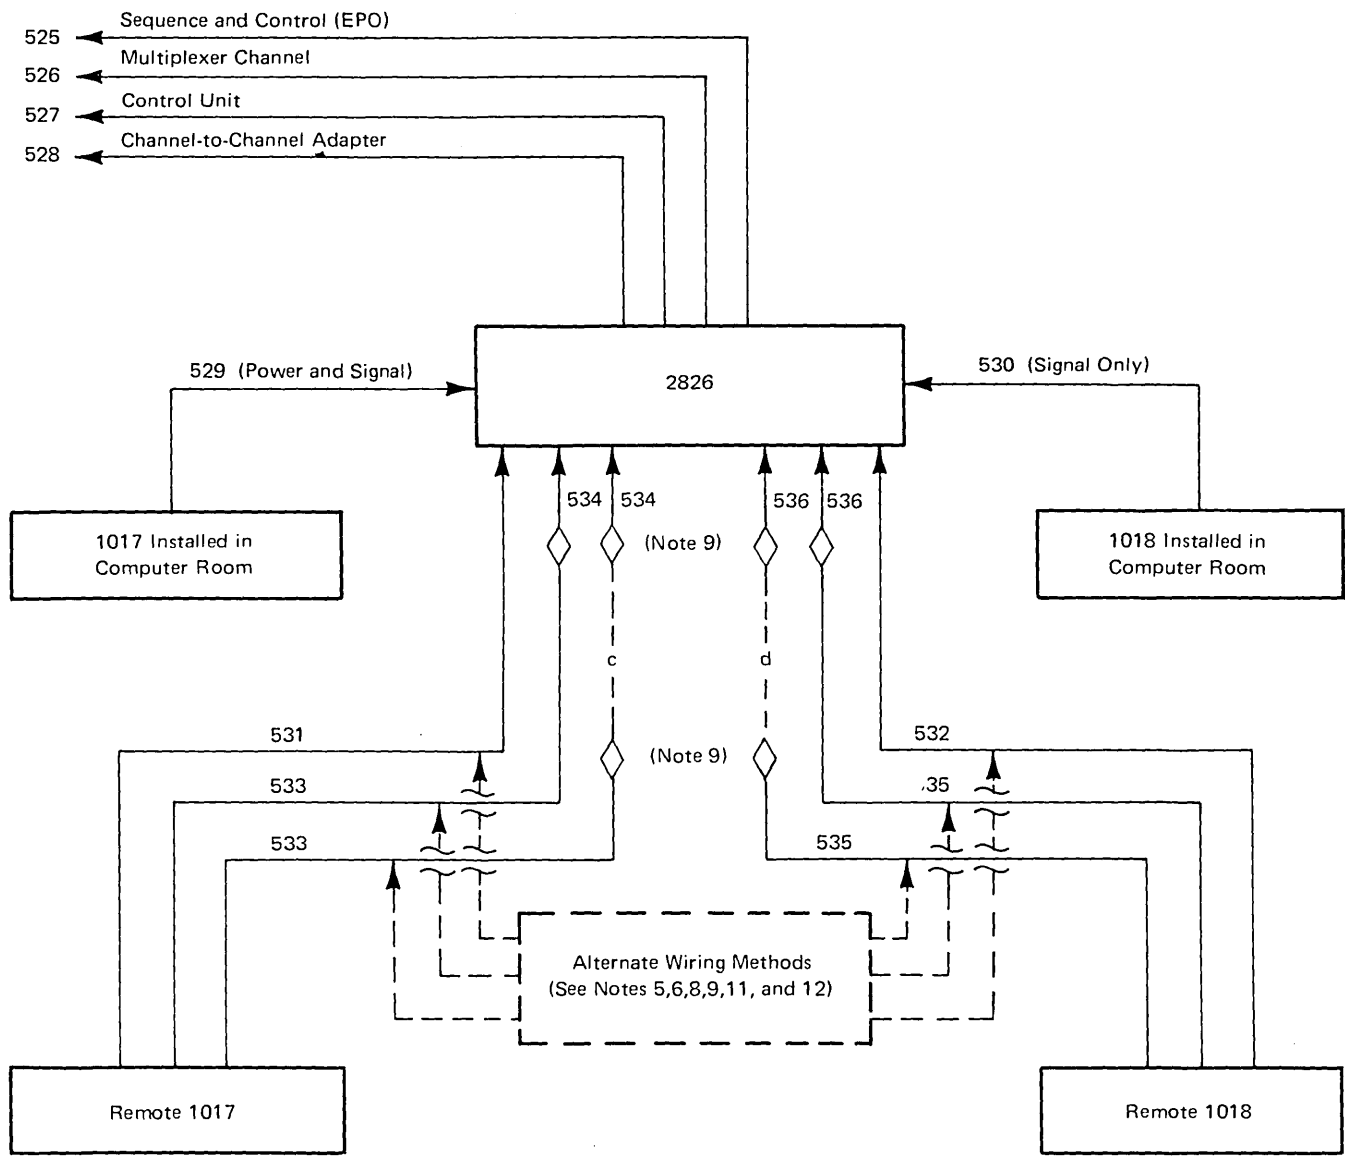 Sequence and Control (EPO)
525
Multiplexer Channel
526
Control Unit
527
Channel-to-Channel Adapter
528
529 (Power and Signal)
2826
530 (Signal Only)
534 534 536 536
1017 Installed in
Computer Room
(Note 9)
1018 Installed in
Computer Room
c d
531
(Note 9)
532
533
35
533
535
Alternate Wiring Methods
(See Notes 5,6,8,9,11, and 12)
Remote 1017
Remote 1018